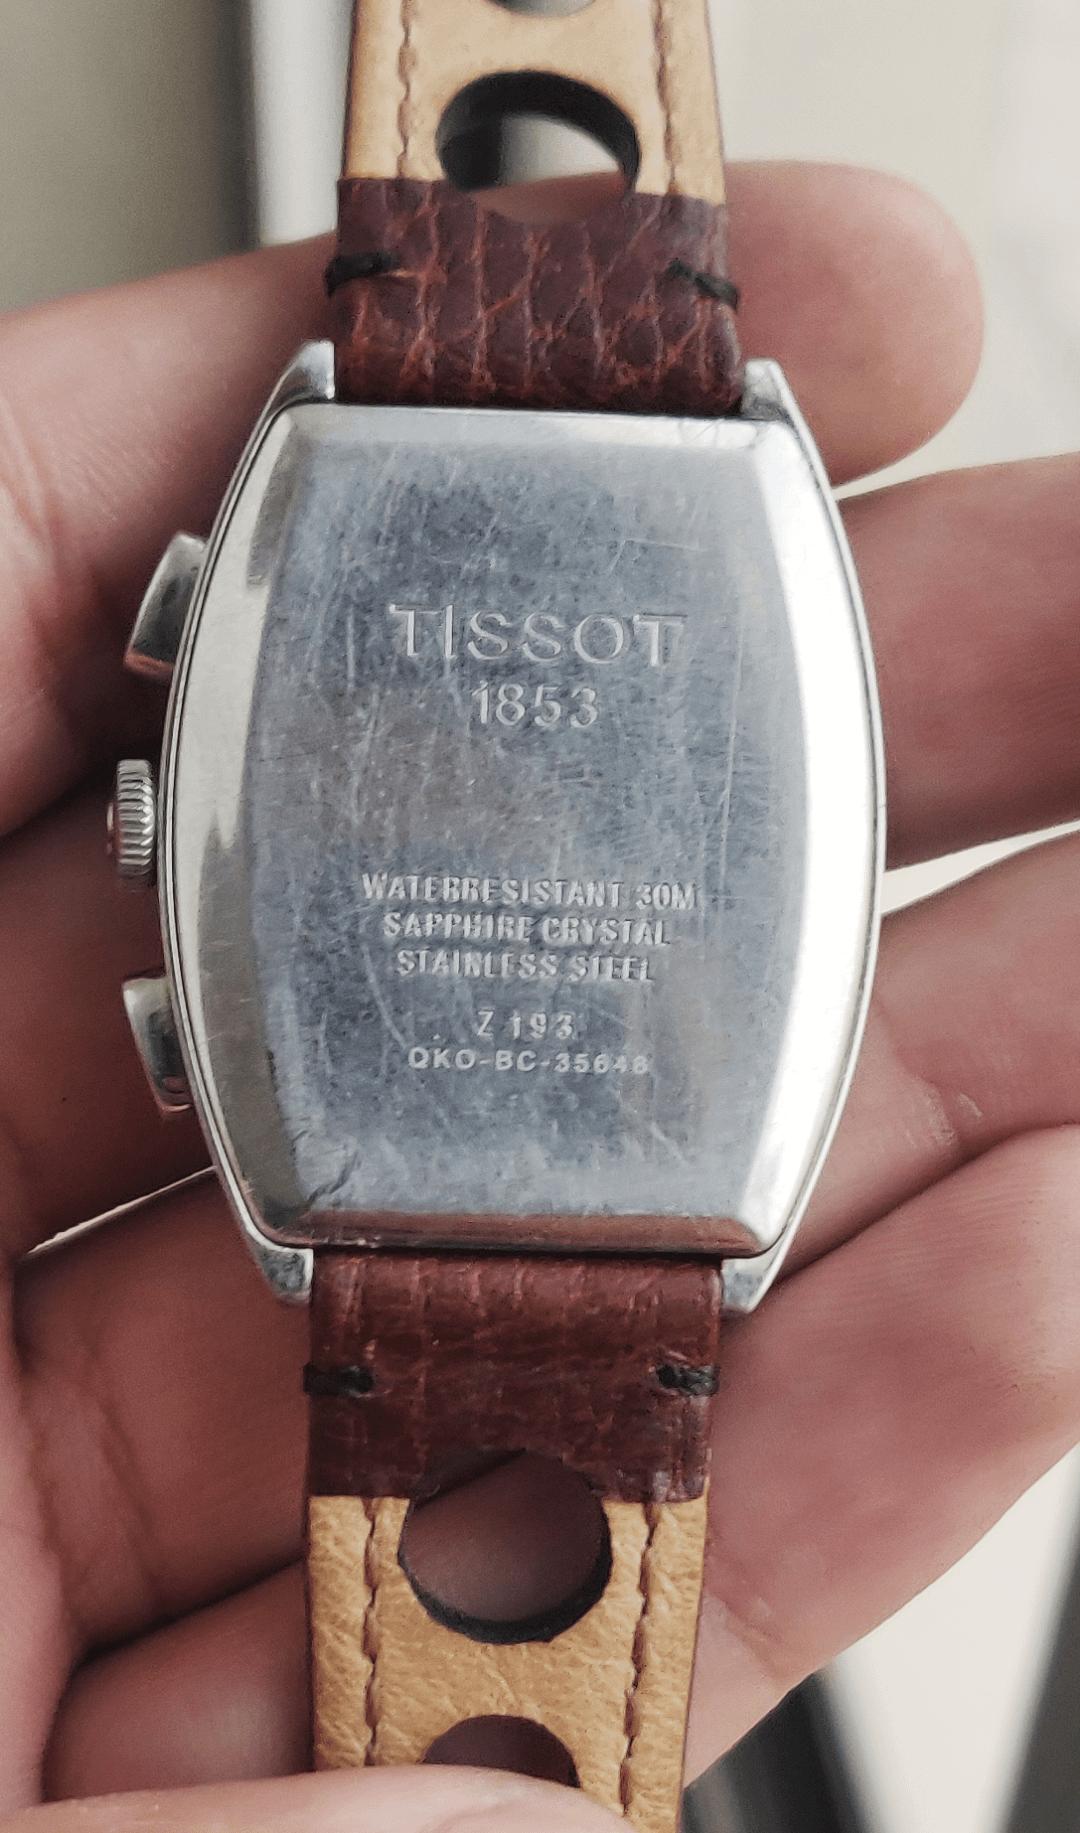 TISSOT
1853
WATERRESISTANT 30M
SAPPHIRE CRYSTAL
STAINLESS STEEL
Z 193
QKO-BC-35648